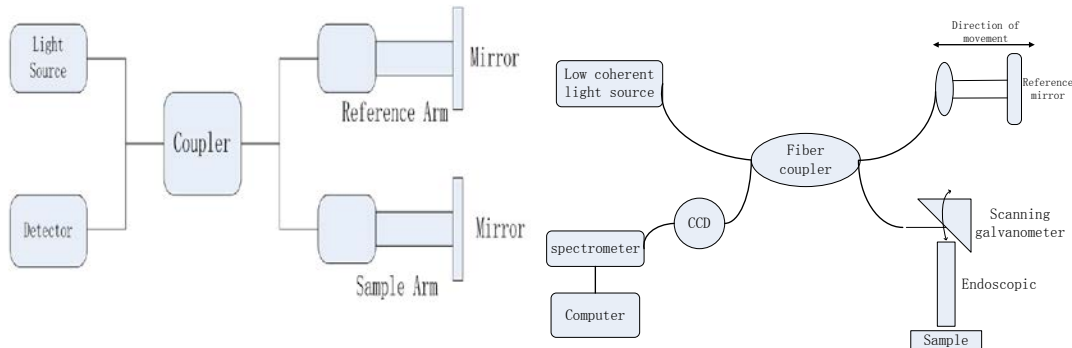 Light
Source
Coupler
Detector
Mirror
Reference Arm
Mirror
Sample Arm
Direction of
movement
Low coherent
light source
Reference
mirror
Fiber
coupler
CCD
Scanning
galvanometer
spectrometer
Endoscopic
Computer
Sample